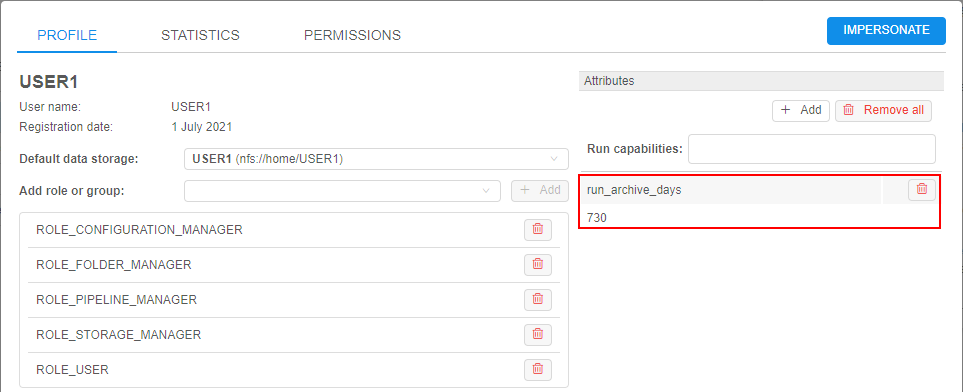 PROFILE STATISTICS PERMISSIONS IMPERSONATE
USER1
User name: USER1
Registration date: 1 July 2021
Default data storage: USER1 (nfs://home/USER1)
Add role or group: + Add
ROLE_CONFIGURATION_MANAGER
ROLE_FOLDER_MANAGER
ROLE_PIPELINE_MANAGER
ROLE_STORAGE_MANAGER
ROLE_USER
Attributes
+ Add Remove all
Run capabilities:
run_archive_days
730